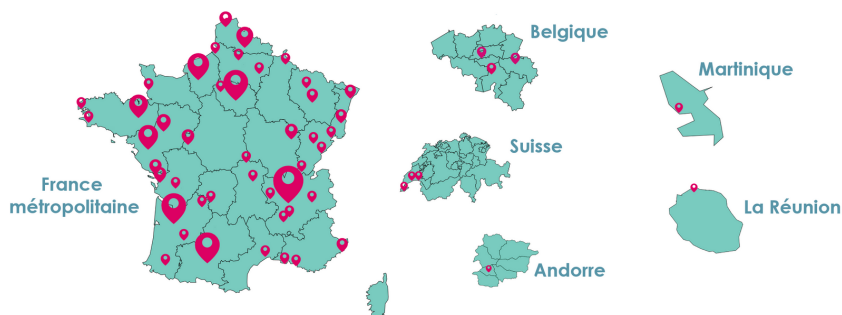 Belgique
Martinique
Suisse
France
métropolitaine
La Réunion
Andorre